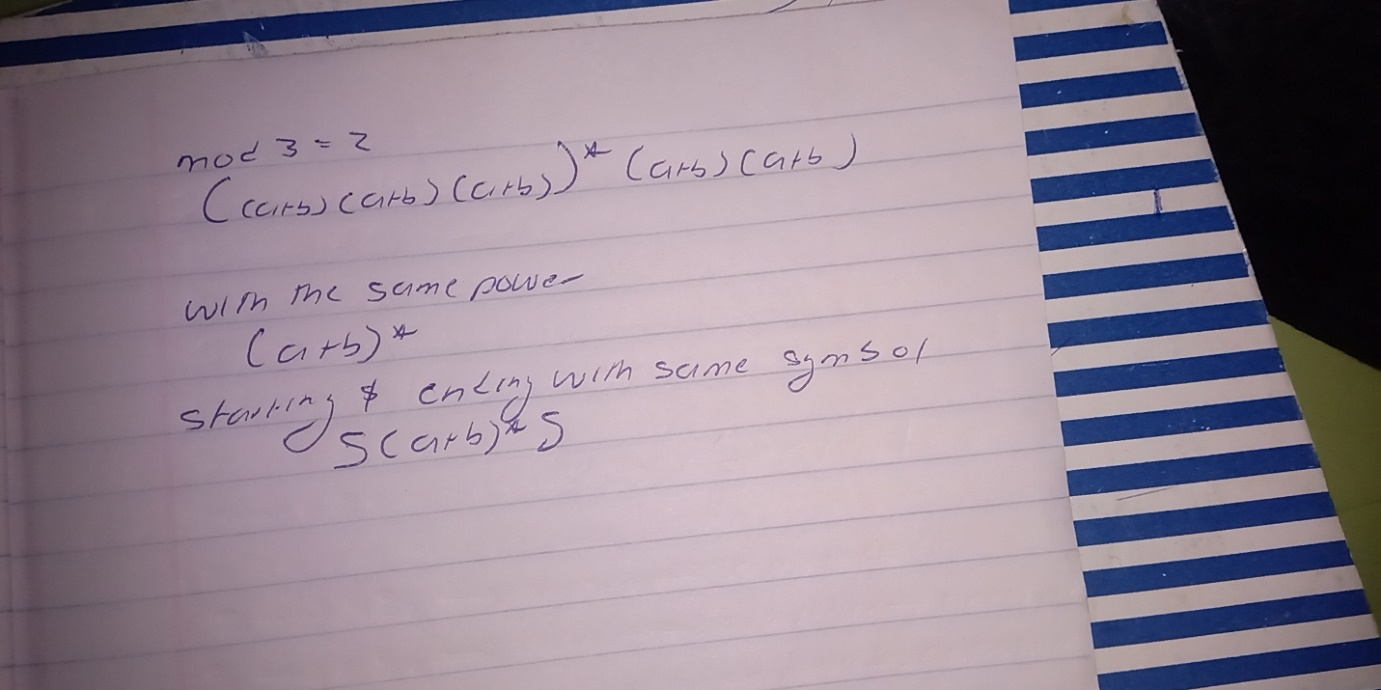 mod 3 = 2
((a+b)(a+b)(a+b))* (a+b)(a+b)
with the same power
(a+b)*
starting & ending with same symbol
S(a+b)*S